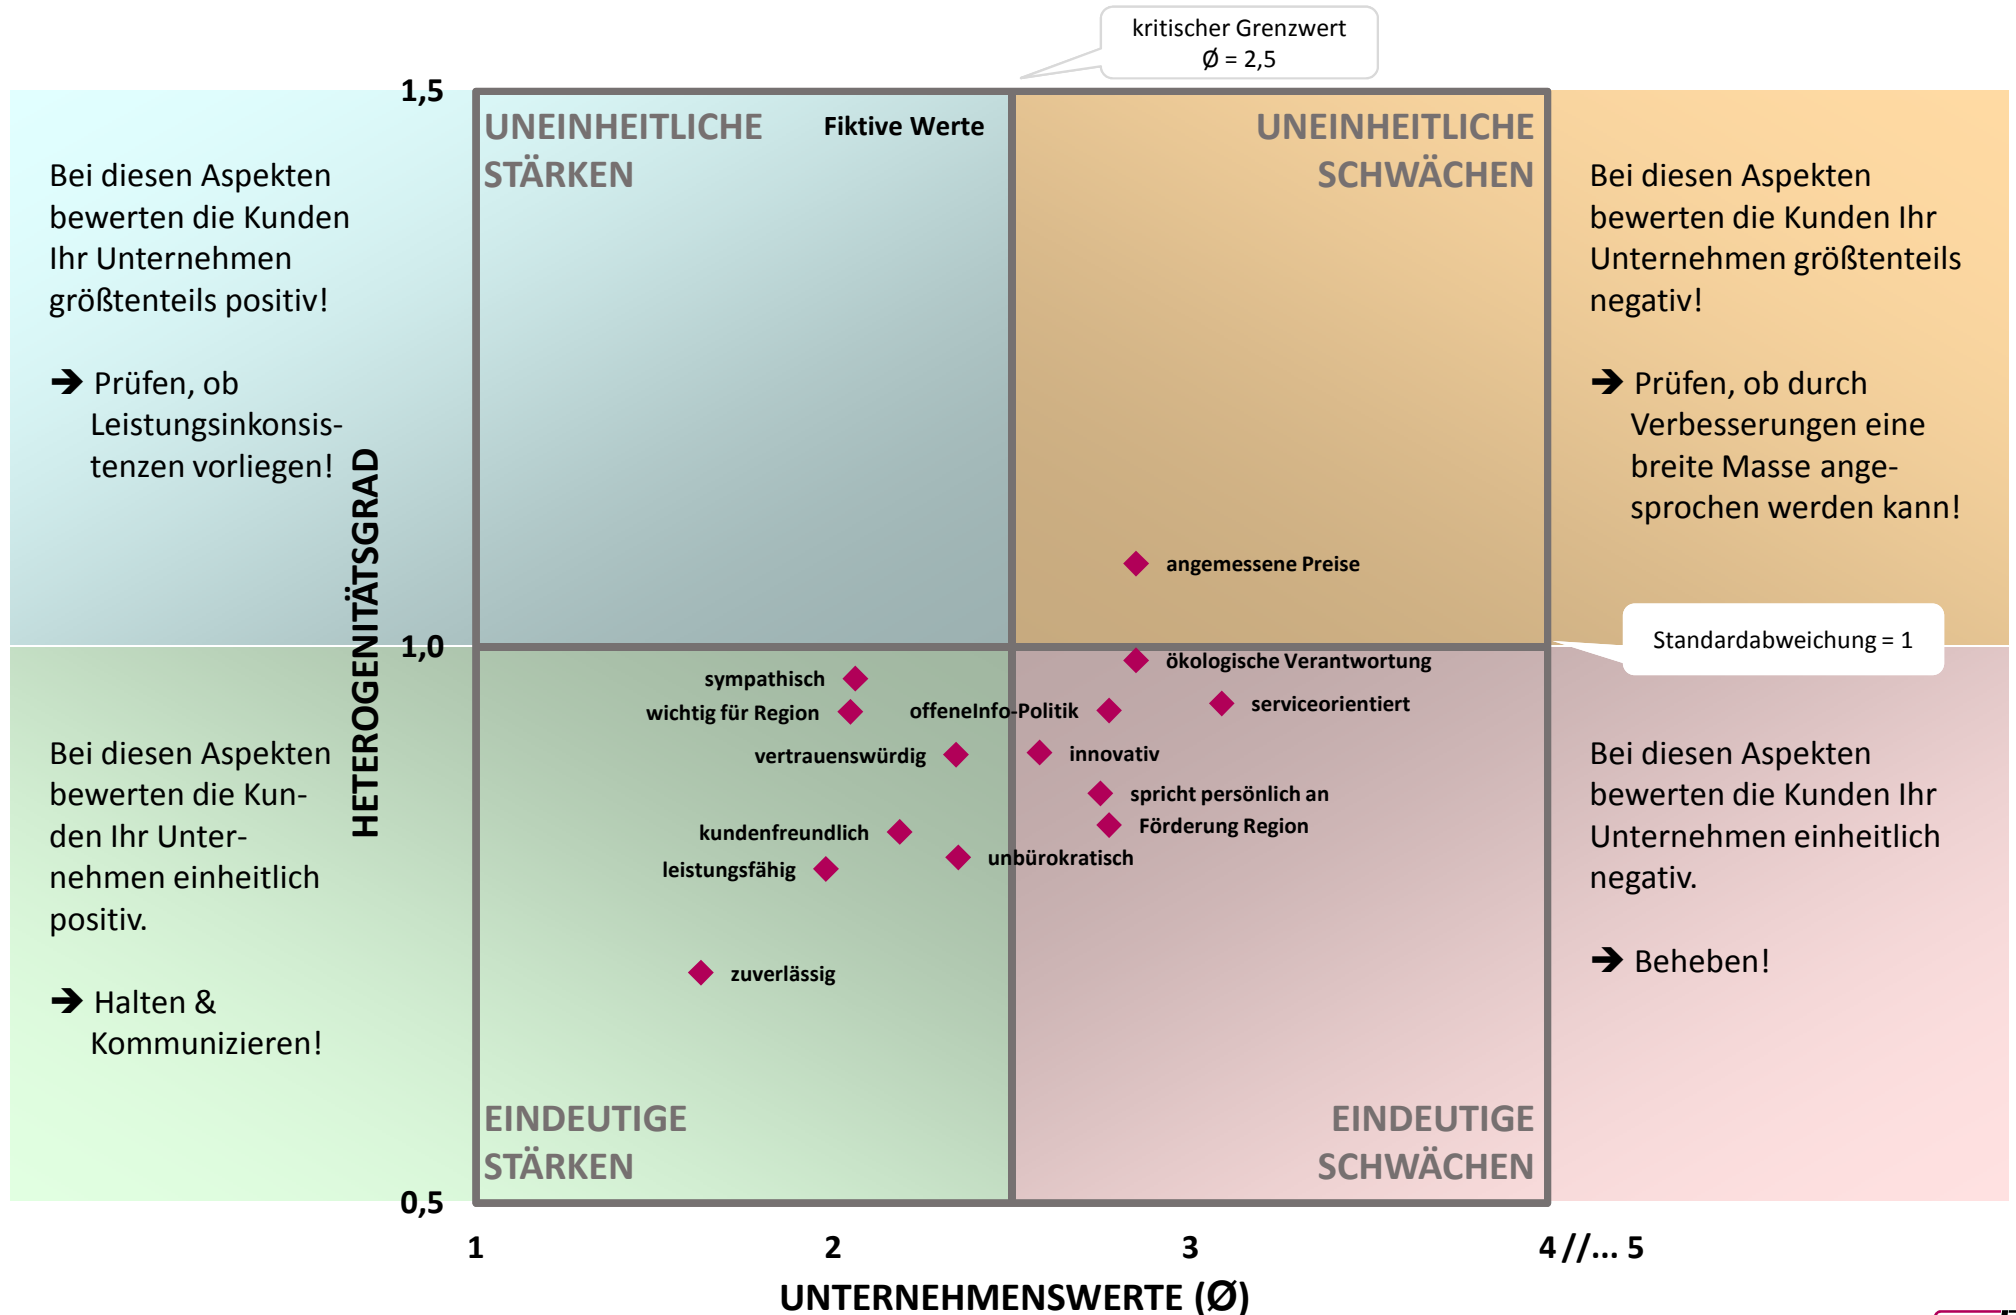 kritischer Grenzwert
Ø = 2,5
1,5
UNEINHEITLICHE
STÄRKEN
Fiktive Werte
UNEINHEITLICHE
SCHWÄCHEN
Bei diesen Aspekten
bewerten die Kunden
Ihr Unternehmen
größtenteils positiv!
➔ Prüfen, ob
Leistungsinkonsis-
tenzen vorliegen!
Bei diesen Aspekten
bewerten die Kunden Ihr
Unternehmen größtenteils
negativ!
➔ Prüfen, ob durch
Verbesserungen eine
breite Masse ange-
sprochen werden kann!
HETEROGENITÄTSGRAD
angemessene Preise
1,0
Standardabweichung = 1
ökologische Verantwortung
sympathisch
serviceorientiert
wichtig für Region
offeneInfo-Politik
vertrauenswürdig
innovativ
spricht persönlich an
Förderung Region
kundenfreundlich
unbürokratisch
leistungsfähig
zuverlässig
Bei diesen Aspekten
bewerten die Kun-
den Ihr Unter-
nehmen einheitlich
positiv.
➔ Halten &
Kommunizieren!
Bei diesen Aspekten
bewerten die Kunden Ihr
Unternehmen einheitlich
negativ.
➔ Beheben!
EINDEUTIGE
STÄRKEN
EINDEUTIGE
SCHWÄCHEN
0,5
1 2 3 4 //... 5
UNTERNEHMENSWERTE (Ø)